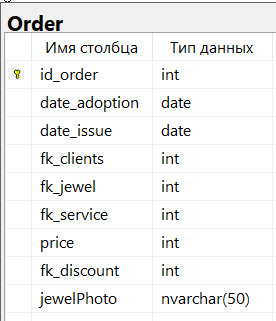 Order
Имя столбца Тип данных
id_order int
date_adoption date
date_issue date
fk_clients int
fk_jewel int
fk_service int
price int
fk_discount int
jewelPhoto nvarchar(50)